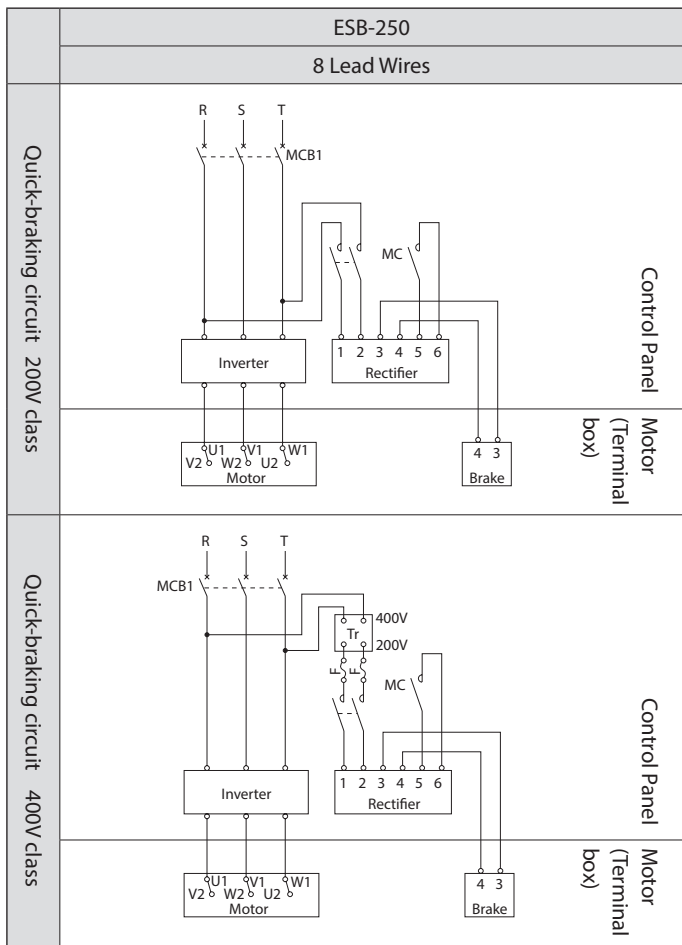 ESB-250
8 Lead Wires
Quick-braking circuit 200V class
R S T
MCB1
MC
1 2 3 4 5 6
Inverter
Rectifier
Control Panel
U1 V1 W1
V2 W2 U2
Motor
4 3
Brake
Motor
(Terminal
box)
Quick-braking circuit 400V class
R S T
MCB1
400V
Tr
200V
F F
MC
1 2 3 4 5 6
Inverter
Rectifier
Control Panel
U1 V1 W1
V2 W2 U2
Motor
4 3
Brake
Motor
(Terminal
box)